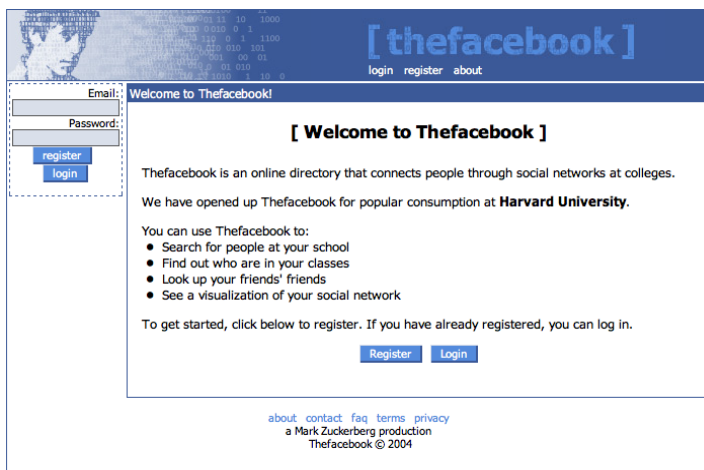 [ thefacebook ]
login register about
Email:
Password:
register
login
Welcome to Thefacebook!
[ Welcome to Thefacebook ]
Thefacebook is an online directory that connects people through social networks at colleges.
We have opened up Thefacebook for popular consumption at Harvard University.
You can use Thefacebook to:
• Search for people at your school
• Find out who are in your classes
• Look up your friends' friends
• See a visualization of your social network
To get started, click below to register. If you have already registered, you can log in.
Register Login
about contact faq terms privacy
a Mark Zuckerberg production
Thefacebook © 2004